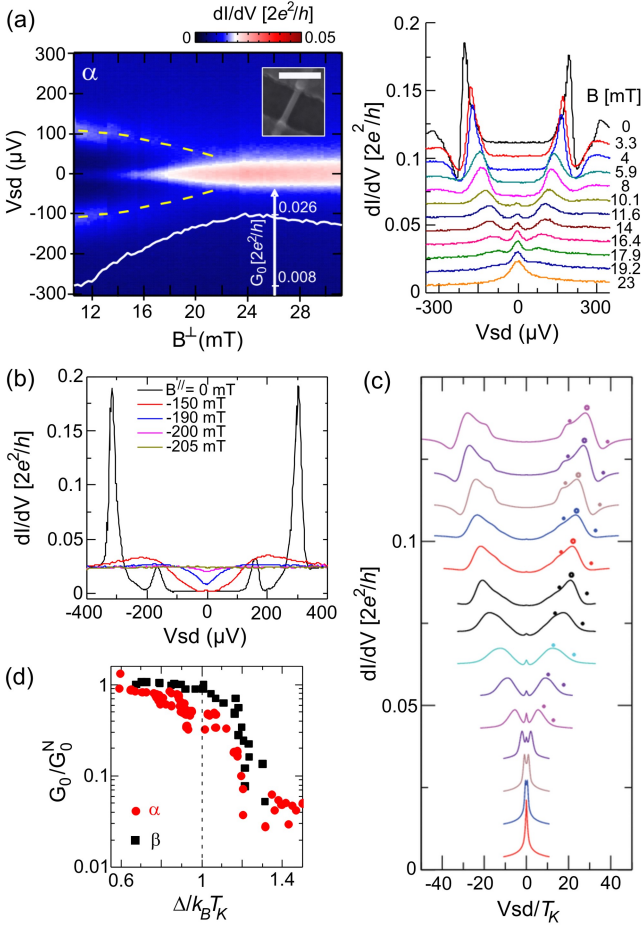 (a)
dI/dV [2e²/h]
0
0.05
α
Vsd (µV)
300
200
100
0
-100
-200
300
G₀ [2e²/h]
0.026
0.008
12
16
20
24
28
B⊥(mT)
dI/dV [2e²/h]
0.2
0.15
0.1
0.05
0
B [mT]
0
3.3
4
5.9
8
10.1
11.6
14
16.4
17.9
19.2
23
-300
0
300
Vsd (µV)
(b)
dI/dV [2e²/h]
0.2
0.15
0.1
0.05
0
B// = 0 mT
-150 mT
-190 mT
-200 mT
-205 mT
-400
-200
0
200
400
Vsd (µV)
(c)
dI/dV [2e²/h]
0.1
0.05
0
-40
-20
0
20
40
Vsd/T_K
(d)
G₀/G₀ᴺ
1
0.1
0.01
α
β
0.6
1
1.4
Δ/k_BT_K